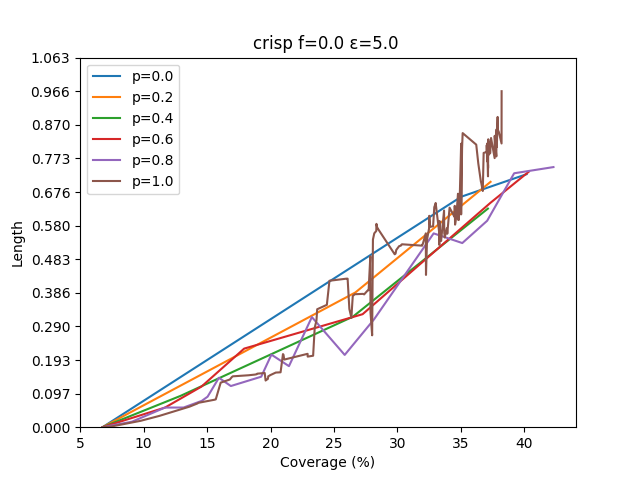 crisp f=0.0 ε=5.0
1.063
0.966
0.870
0.773
0.676
0.580
0.483
0.386
0.290
0.193
0.097
0.000
Length
p=0.0
p=0.2
p=0.4
p=0.6
p=0.8
p=1.0
5 10 15 20 25 30 35 40
Coverage (%)